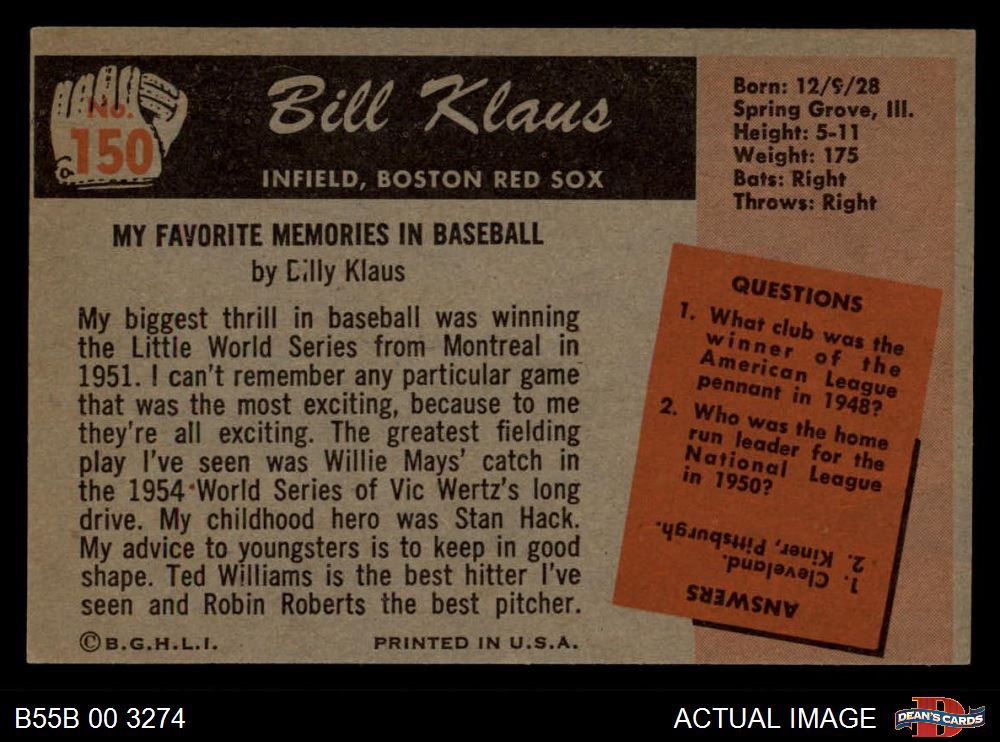 No.
150
Bill Klaus
INFIELD, BOSTON RED SOX
Born: 12/9/28
Spring Grove, Ill.
Height: 5-11
Weight: 175
Bats: Right
Throws: Right
MY FAVORITE MEMORIES IN BASEBALL
by Billy Klaus
My biggest thrill in baseball was winning
the Little World Series from Montreal in
1951. I can't remember any particular game
that was the most exciting, because to me
they're all exciting. The greatest fielding
play I've seen was Willie Mays' catch in
the 1954 World Series of Vic Wertz's long
drive. My childhood hero was Stan Hack.
My advice to youngsters is to keep in good
shape. Ted Williams is the best hitter I've
seen and Robin Roberts the best pitcher.
©B.G.H.L.I.
PRINTED IN U.S.A.
QUESTIONS
1. What club was the
winner of the
American League
pennant in 1948?
2. Who was the home
run leader for the
National League
in 1950?
ANSWERS
1. Cleveland.
2. Kiner, Pittsburgh.
B55B 00 3274
ACTUAL IMAGE
D
DEAN'S CARDS